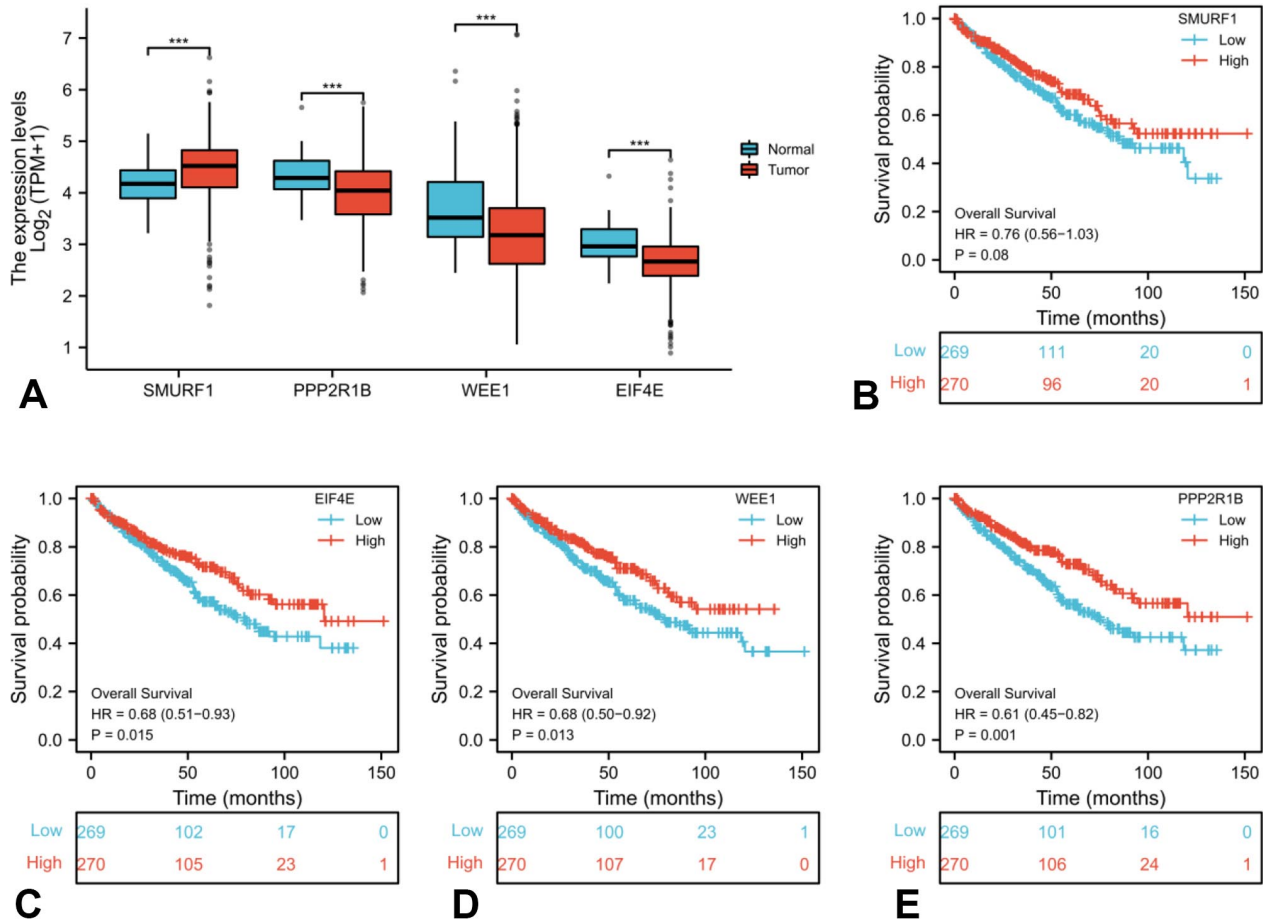 The expression levels
Log2 (TPM+1)
7
6
5
4
3
2
1
***
***
***
***
Normal
Tumor
SMURF1 PPP2R1B WEE1 EIF4E
A
Survival probability
1.0
0.8
0.6
0.4
0.2
0.0
SMURF1
Low
High
Overall Survival
HR = 0.76 (0.56−1.03)
P = 0.08
0 50 100 150
Time (months)
Low 269 111 20 0
High 270 96 20 1
B
Survival probability
1.0
0.8
0.6
0.4
0.2
0.0
EIF4E
Low
High
Overall Survival
HR = 0.68 (0.51−0.93)
P = 0.015
0 50 100 150
Time (months)
Low 269 102 17 0
High 270 105 23 1
C
Survival probability
1.0
0.8
0.6
0.4
0.2
0.0
WEE1
Low
High
Overall Survival
HR = 0.68 (0.50−0.92)
P = 0.013
0 50 100 150
Time (months)
Low 269 100 23 1
High 270 107 17 0
D
Survival probability
1.0
0.8
0.6
0.4
0.2
0.0
PPP2R1B
Low
High
Overall Survival
HR = 0.61 (0.45−0.82)
P = 0.001
0 50 100 150
Time (months)
Low 269 101 16 0
High 270 106 24 1
E